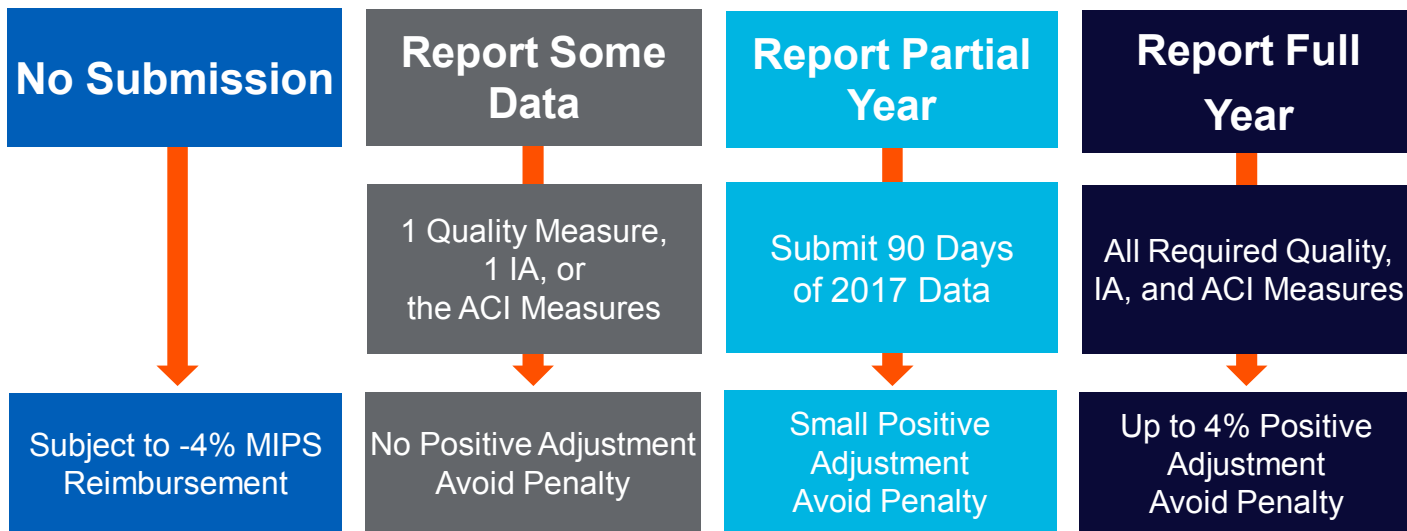 No Submission
Subject to -4% MIPS
Reimbursement
Report Some
Data
1 Quality Measure,
1 IA, or
the ACI Measures
No Positive Adjustment
Avoid Penalty
Report Partial
Year
Submit 90 Days
of 2017 Data
Small Positive
Adjustment
Avoid Penalty
Report Full
Year
All Required Quality,
IA, and ACI Measures
Up to 4% Positive
Adjustment
Avoid Penalty